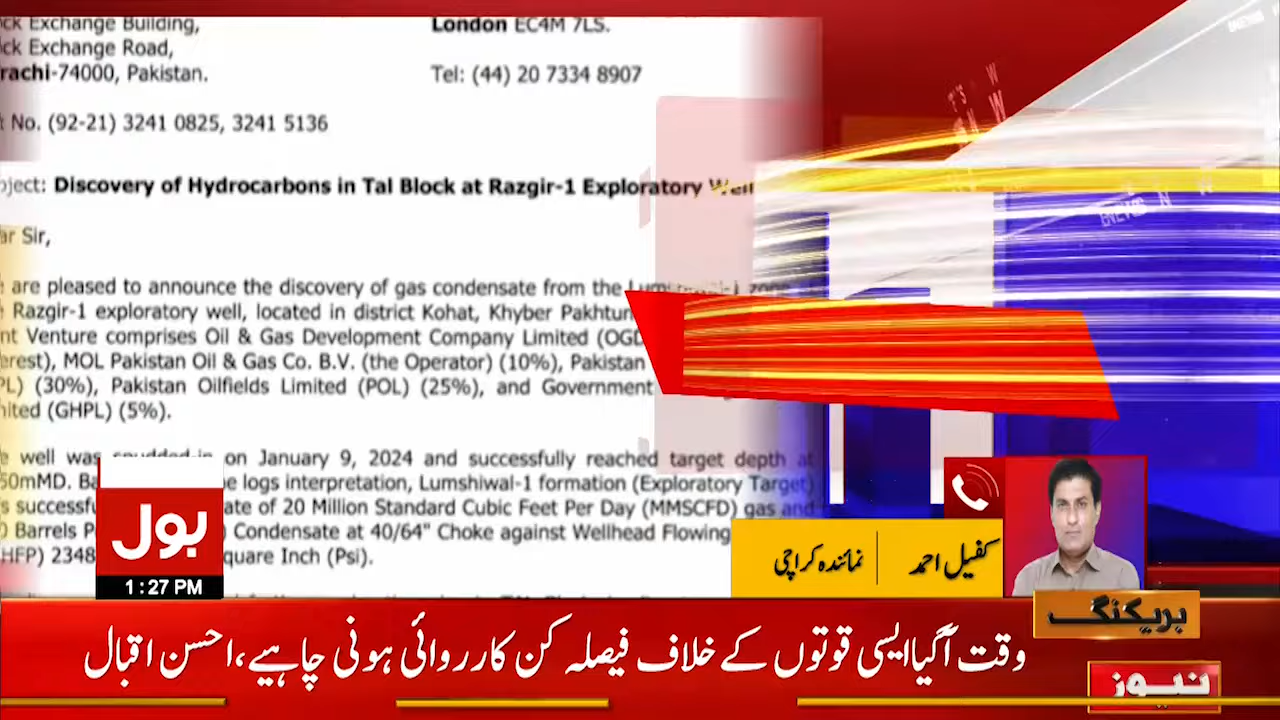 ck Exchange Building,
ck Exchange Road,
rachi-74000, Pakistan.
London EC4M 7LS.
Tel: (44) 20 7334 8907
No. (92-21) 3241 0825, 3241 5136
ject: Discovery of Hydrocarbons in Tal Block at Razgir-1 Exploratory Well
ar Sir,
are pleased to announce the discovery of gas condensate from the
Razgir-1 exploratory well, located in district Kohat, Khyber Pakhtun
nt Venture comprises Oil & Gas Development Company Limited (OGD
erest), MOL Pakistan Oil & Gas Co. B.V. (the Operator) (10%), Pakistan
PL) (30%), Pakistan Oilfields Limited (POL) (25%), and Government
ited (GHPL) (5%).
well was spudded-in on January 9, 2024 and successfully reached target depth at
50mMD. Ba e logs interpretation, Lumshiwal-1 formation (Exploratory Target)
s successfu ate of 20 Million Standard Cubic Feet Per Day (MMSCFD) gas and
) Barrels P ) Condensate at 40/64" Choke against Wellhead Flowing
HFP) 2348 quare Inch (Psi).
بول
1:27 PM
کفیل احمد
نمائندہ کراچی
بریکنگ
وقت آگیا ایسی قوتوں کے خلاف فیصلہ کن کارروائی ہونی چاہیے، احسن اقبال
نیوز